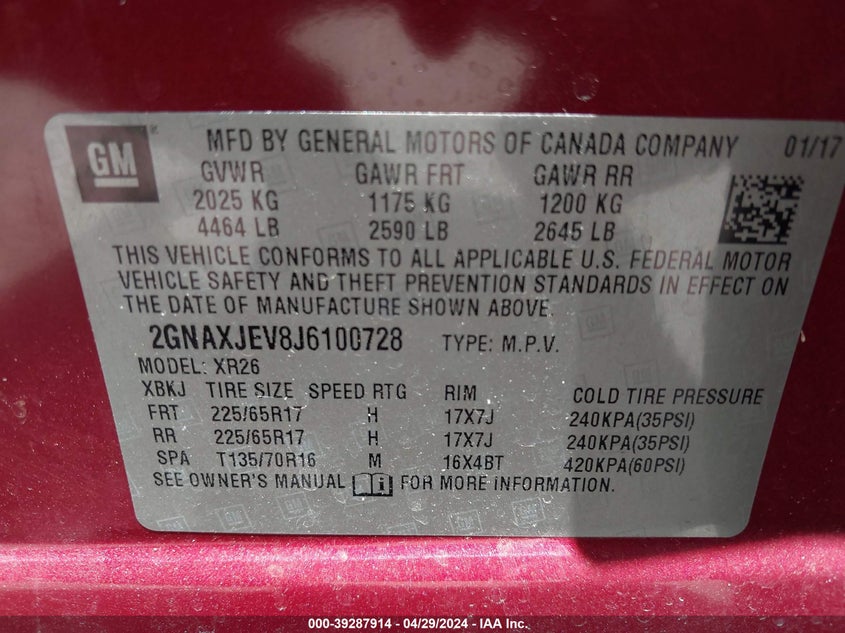 GM ® MFD BY GENERAL MOTORS OF CANADA COMPANY 01/17
GVWR GAWR FRT GAWR RR
2025 KG 1175 KG 1200 KG
4464 LB 2590 LB 2645 LB
THIS VEHICLE CONFORMS TO ALL APPLICABLE U.S. FEDERAL MOTOR
VEHICLE SAFETY AND THEFT PREVENTION STANDARDS IN EFFECT ON
THE DATE OF MANUFACTURE SHOWN ABOVE.
2GNAXJEV8J6100728 TYPE: M.P.V.
MODEL: XR26
XBKJ TIRE SIZE SPEED RTG RIM COLD TIRE PRESSURE
FRT 225/65R17 H 17X7J 240KPA(35PSI)
RR 225/65R17 H 17X7J 240KPA(35PSI)
SPA T135/70R16 M 16X4BT 420KPA(60PSI)
SEE OWNER'S MANUAL i FOR MORE INFORMATION.
000-39287914 - 04/29/2024 - IAA Inc.